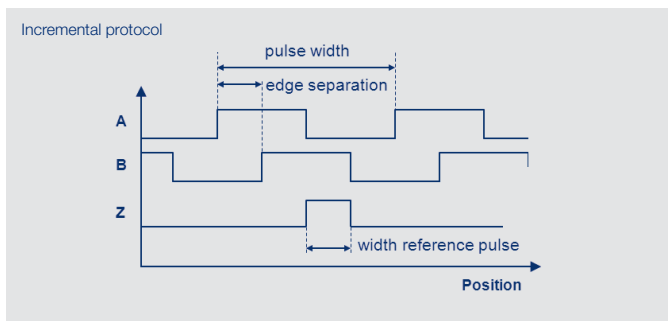 Incremental protocol
pulse width
edge separation
A
B
Z
width reference pulse
Position